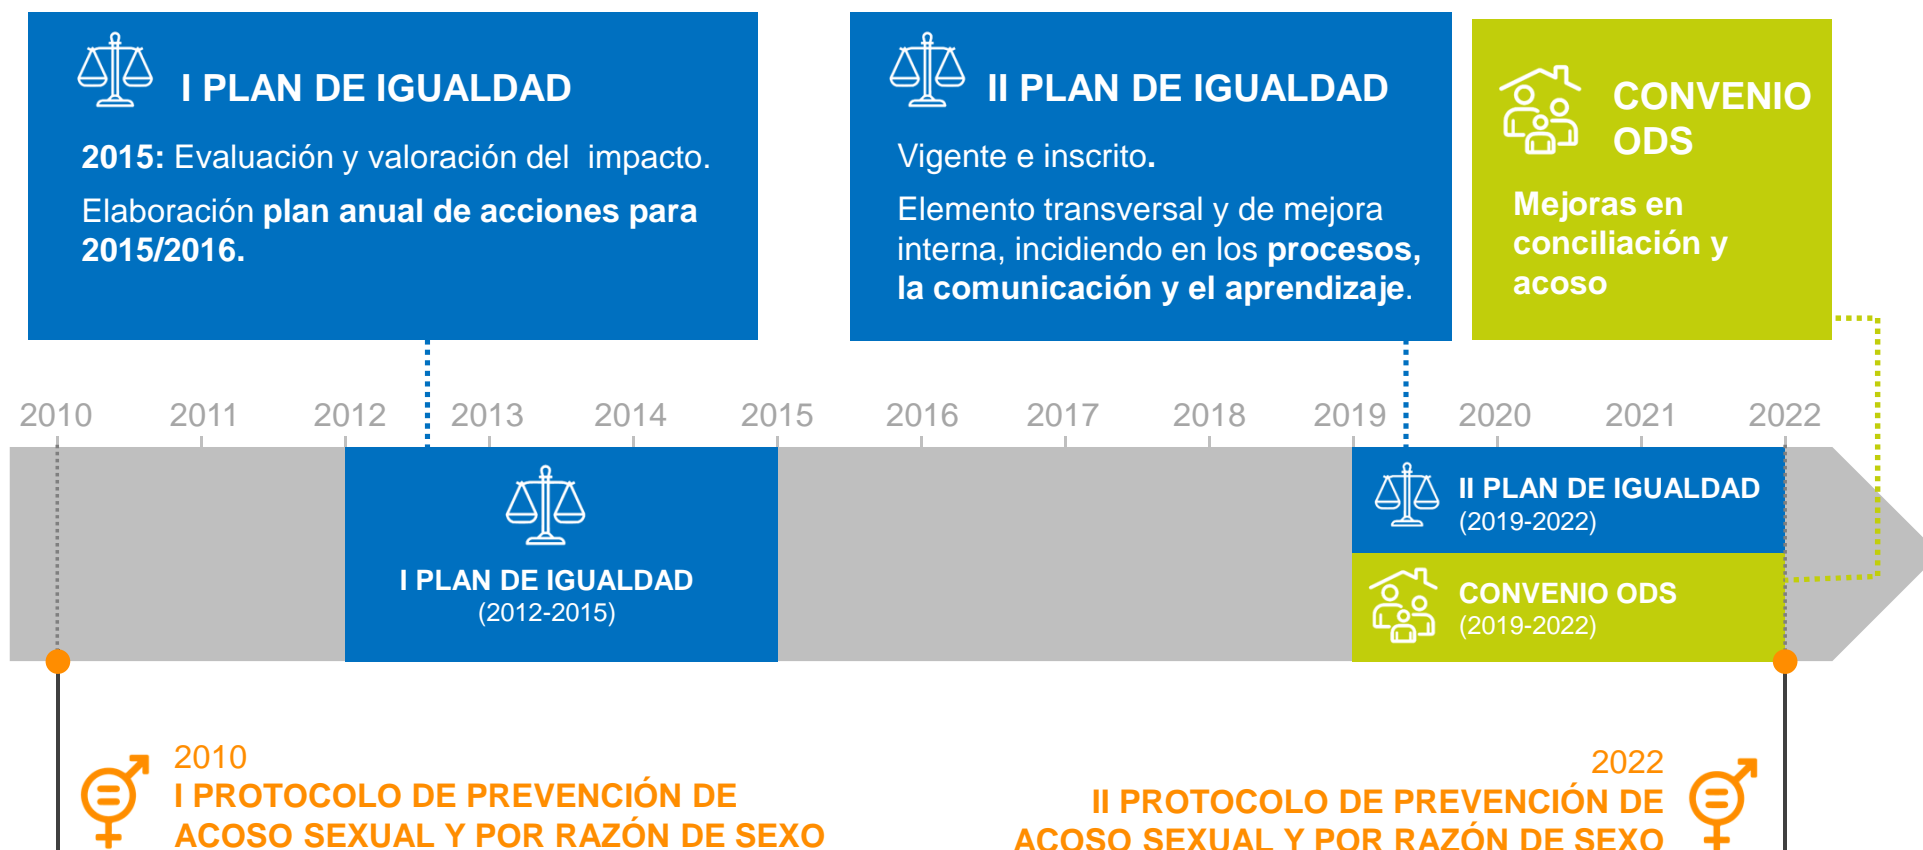 I PLAN DE IGUALDAD
2015: Evaluación y valoración del impacto.
Elaboración plan anual de acciones para
2015/2016.
II PLAN DE IGUALDAD
Vigente e inscrito.
Elemento transversal y de mejora
interna, incidiendo en los procesos,
la comunicación y el aprendizaje.
CONVENIO
ODS
Mejoras en
conciliación y
acoso
2010 2011 2012 2013 2014 2015 2016 2017 2018 2019 2020 2021 2022
I PLAN DE IGUALDAD
(2012-2015)
II PLAN DE IGUALDAD
(2019-2022)
CONVENIO ODS
(2019-2022)
2010
I PROTOCOLO DE PREVENCIÓN DE
ACOSO SEXUAL Y POR RAZÓN DE SEXO
2022
II PROTOCOLO DE PREVENCIÓN DE
ACOSO SEXUAL Y POR RAZÓN DE SEXO